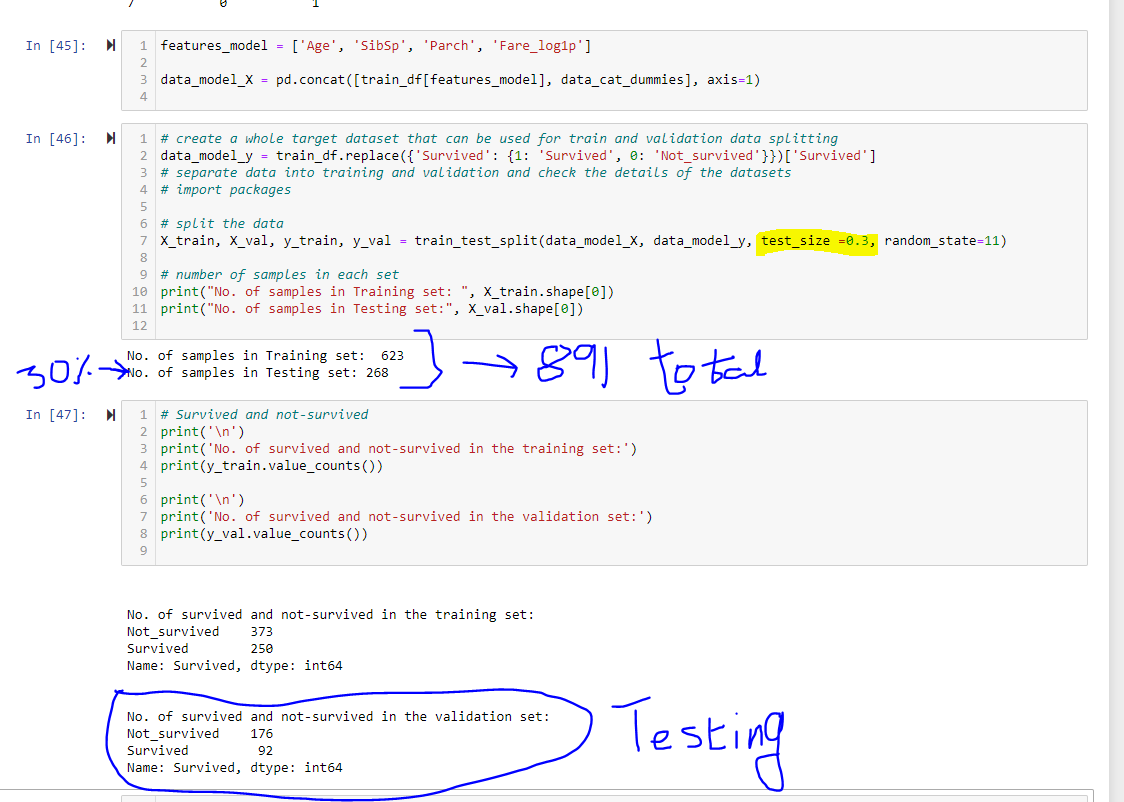 7 0 1
In [45]:
1 features_model = ['Age', 'SibSp', 'Parch', 'Fare_log1p']
2
3 data_model_X = pd.concat([train_df[features_model], data_cat_dummies], axis=1)
4
In [46]:
1 # create a whole target dataset that can be used for train and validation data splitting
2 data_model_y = train_df.replace({'Survived': {1: 'Survived', 0: 'Not_survived'}})['Survived']
3 # separate data into training and validation and check the details of the datasets
4 # import packages
5
6 # split the data
7 X_train, X_val, y_train, y_val = train_test_split(data_model_X, data_model_y, test_size =0.3, random_state=11)
8
9 # number of samples in each set
10 print("No. of samples in Training set: ", X_train.shape[0])
11 print("No. of samples in Testing set:", X_val.shape[0])
12
No. of samples in Training set:  623
30% → No. of samples in Testing set: 268
→ 891 total
In [47]:
1 # Survived and not-survived
2 print('\n')
3 print('No. of survived and not-survived in the training set:')
4 print(y_train.value_counts())
5
6 print('\n')
7 print('No. of survived and not-survived in the validation set:')
8 print(y_val.value_counts())
9
No. of survived and not-survived in the training set:
Not_survived    373
Survived        250
Name: Survived, dtype: int64
No. of survived and not-survived in the validation set:
Not_survived    176
Survived         92
Name: Survived, dtype: int64
Testing